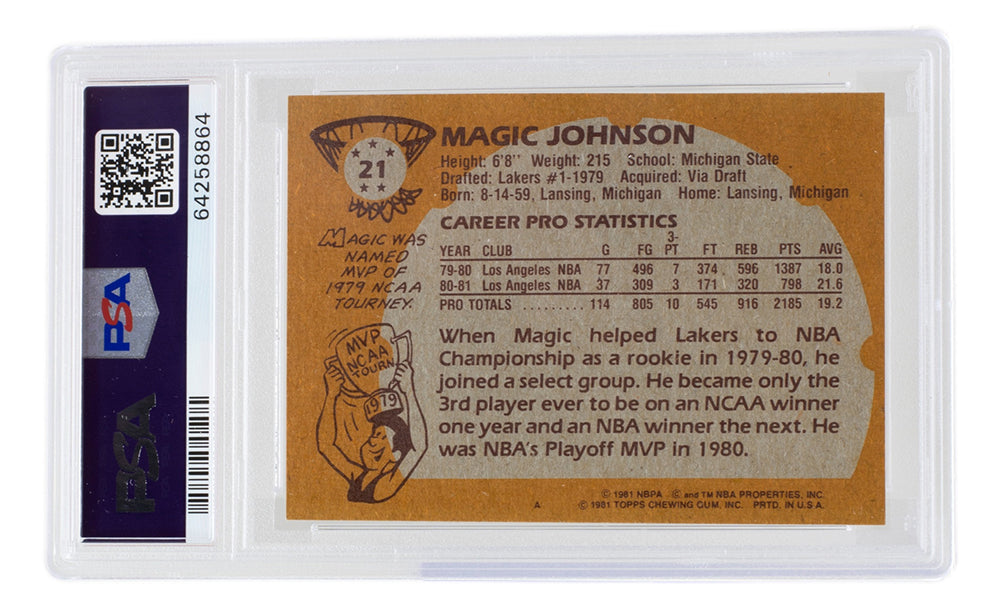 64258864
PSA
PSA
21
MAGIC JOHNSON
Height: 6'8" Weight: 215 School: Michigan State
Drafted: Lakers #1-1979 Acquired: Via Draft
Born: 8-14-59, Lansing, Michigan Home: Lansing, Michigan
CAREER PRO STATISTICS
YEAR CLUB G FG 3-PT FT REB PTS AVG
79-80 Los Angeles NBA 77 496 7 374 596 1387 18.0
80-81 Los Angeles NBA 37 309 3 171 320 798 21.6
PRO TOTALS ......... 114 805 10 545 916 2185 19.2
MAGIC WAS
NAMED
MVP OF
1979 NCAA
TOURNEY.
MVP
NCAA
TOURN.
1979
When Magic helped Lakers to NBA
Championship as a rookie in 1979-80, he
joined a select group. He became only the
3rd player ever to be on an NCAA winner
one year and an NBA winner the next. He
was NBA's Playoff MVP in 1980.
© 1981 NBPA © and TM NBA PROPERTIES, INC.
A © 1981 TOPPS CHEWING GUM, INC. PRTD. IN U.S.A.